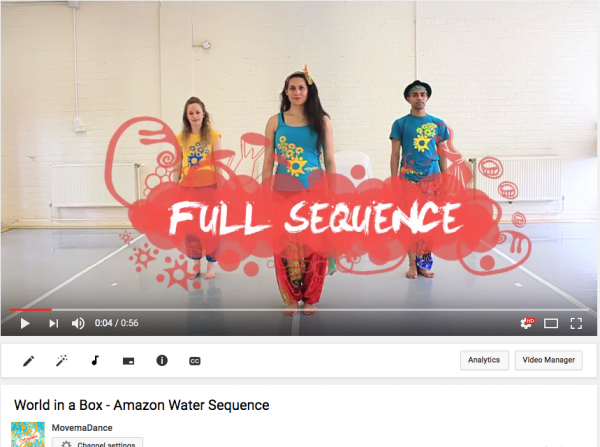 FULL SEQUENCE
0:04 / 0:56
HD
CC
Analytics
Video Manager
World in a Box - Amazon Water Sequence
MovemaDance
Channel settings